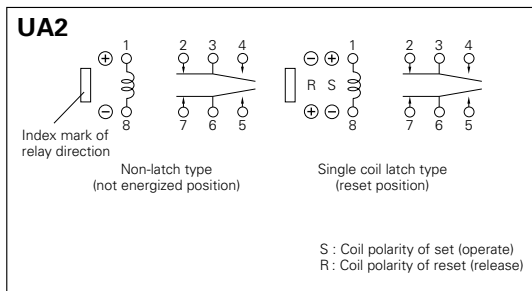 UA2
1 2 3 4
8 7 6 5
Index mark of
relay direction
Non-latch type
(not energized position)
− + 1 2 3 4
R S
+ − 8 7 6 5
Single coil latch type
(reset position)
S : Coil polarity of set (operate)
R : Coil polarity of reset (release)